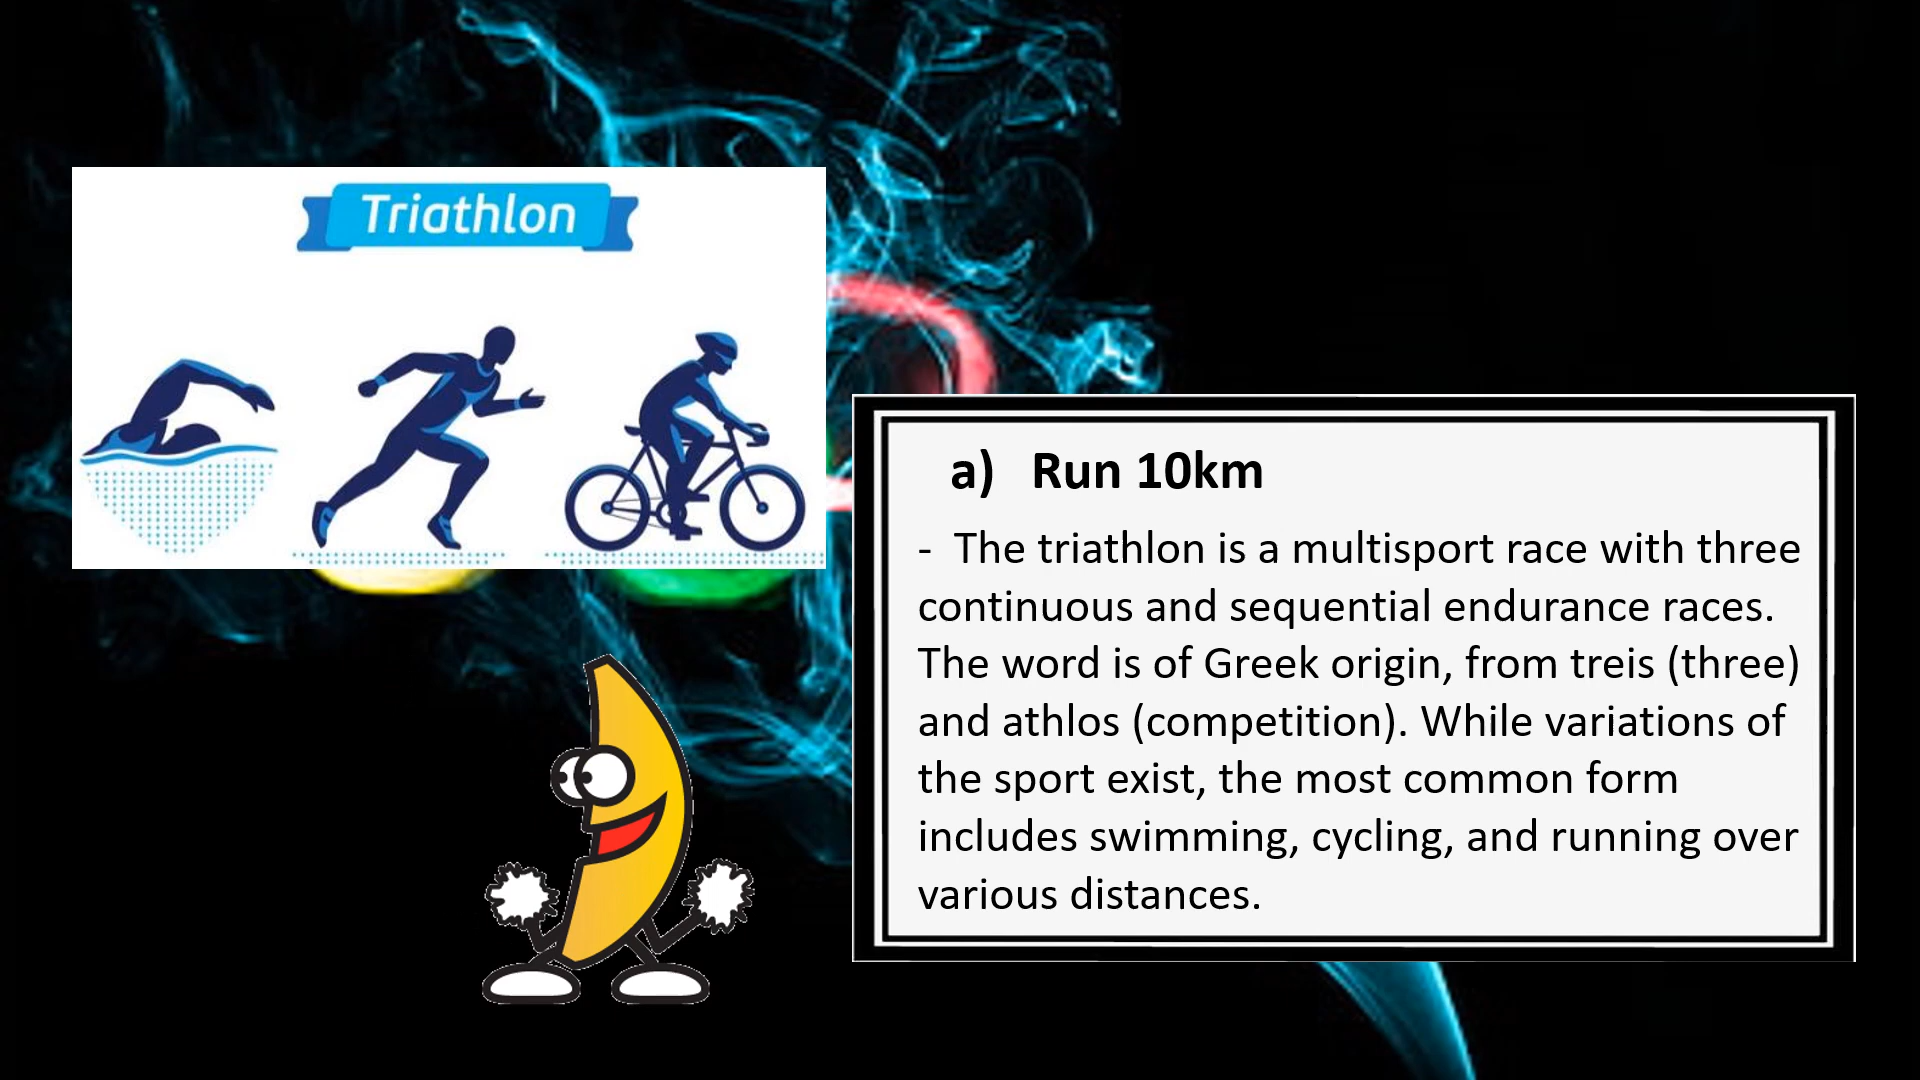 Triathlon
a) Run 10km
- The triathlon is a multisport race with three
continuous and sequential endurance races.
The word is of Greek origin, from treis (three)
and athlos (competition). While variations of
the sport exist, the most common form
includes swimming, cycling, and running over
various distances.